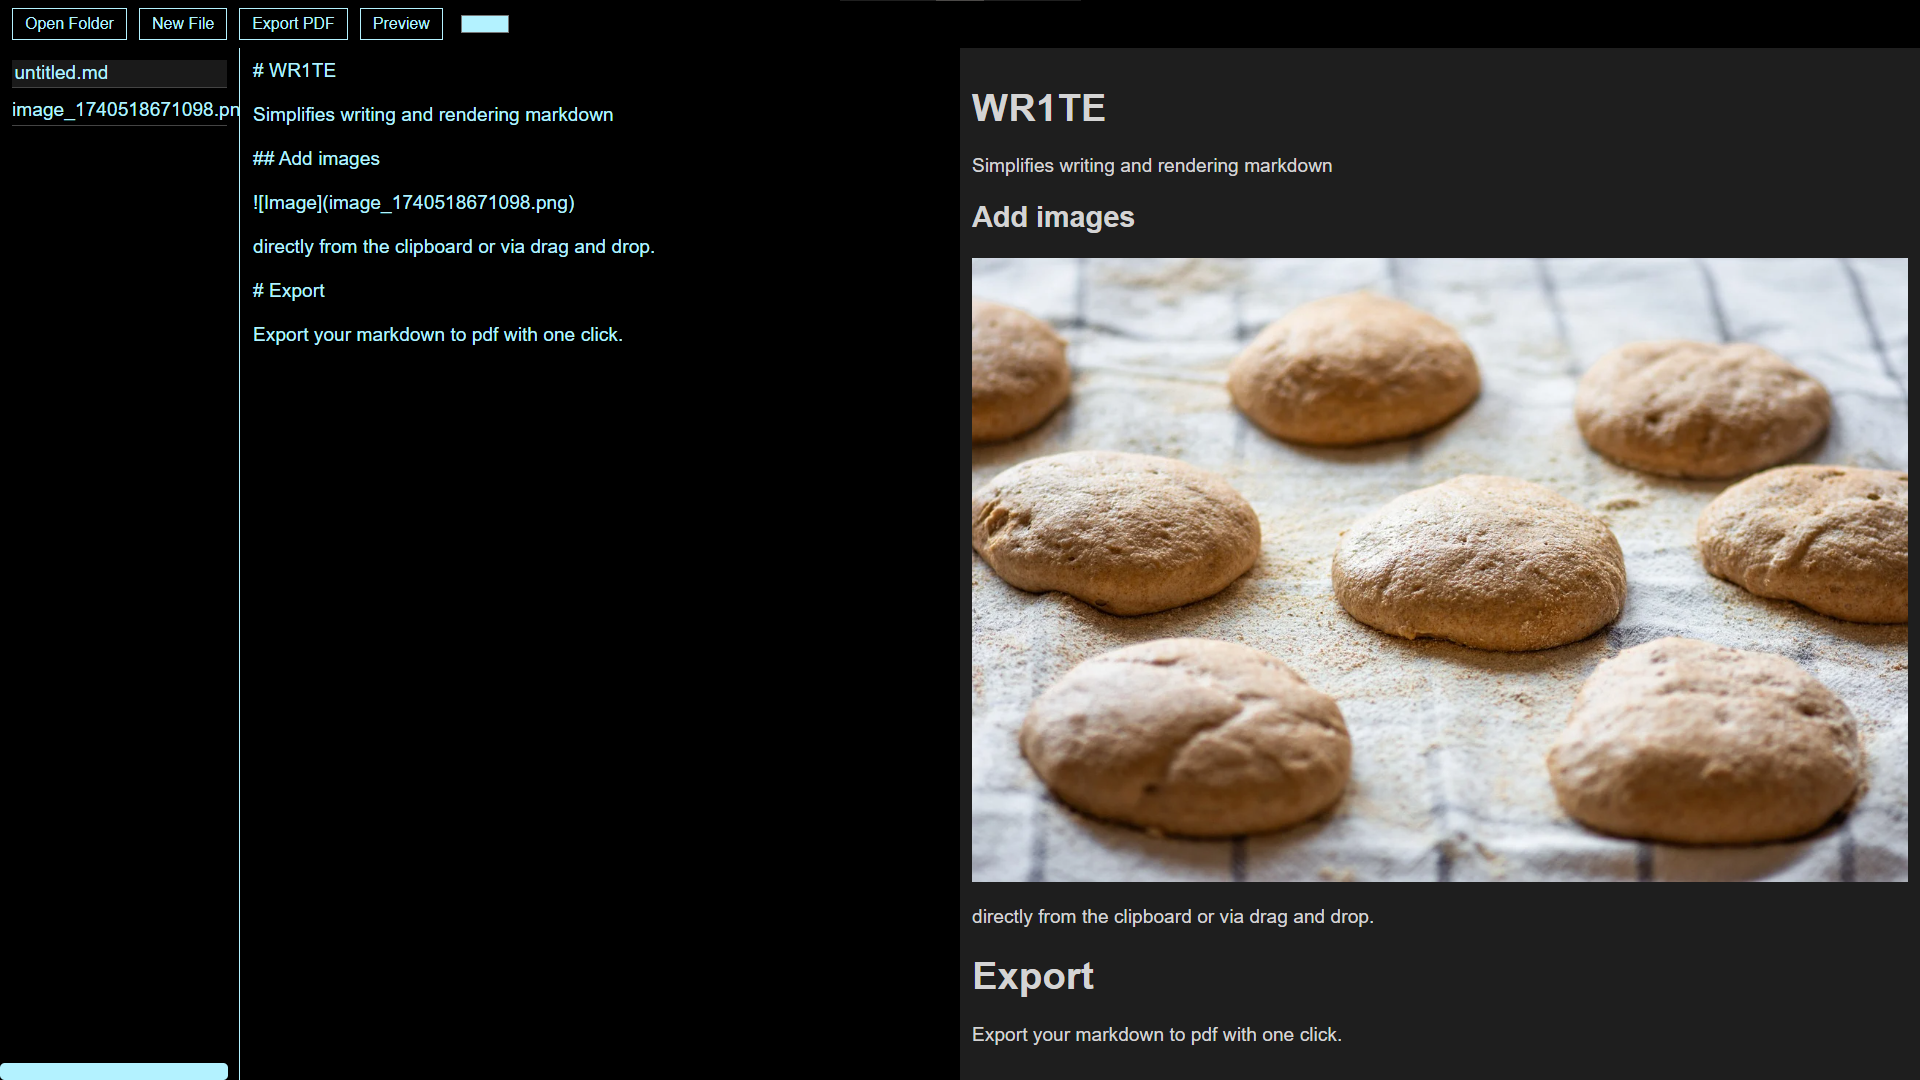 Open Folder
New File
Export PDF
Preview
untitled.md
image_1740518671098.pn
# WR1TE
Simplifies writing and rendering markdown
## Add images
![Image](image_1740518671098.png)
directly from the clipboard or via drag and drop.
# Export
Export your markdown to pdf with one click.
WR1TE
Simplifies writing and rendering markdown
Add images
directly from the clipboard or via drag and drop.
Export
Export your markdown to pdf with one click.